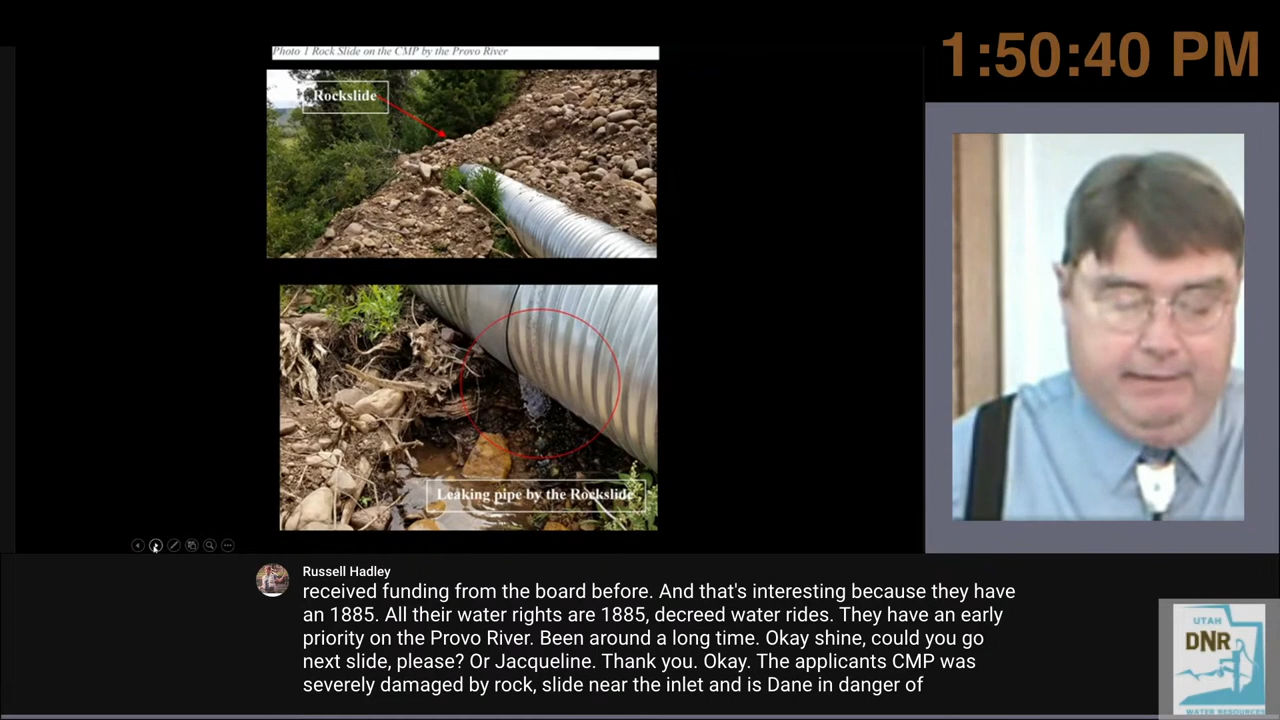 Photo 1 Rock Slide on the CMP by the Provo River
1:50:40 PM
Rockslide
Leaking pipe by the Rockslide
Russell Hadley
received funding from the board before. And that's interesting because they have
an 1885. All their water rights are 1885, decreed water rides. They have an early
priority on the Provo River. Been around a long time. Okay shine, could you go
next slide, please? Or Jacqueline. Thank you. Okay. The applicants CMP was
severely damaged by rock, slide near the inlet and is Dane in danger of
UTAH
DNR
WATER RESOURCES